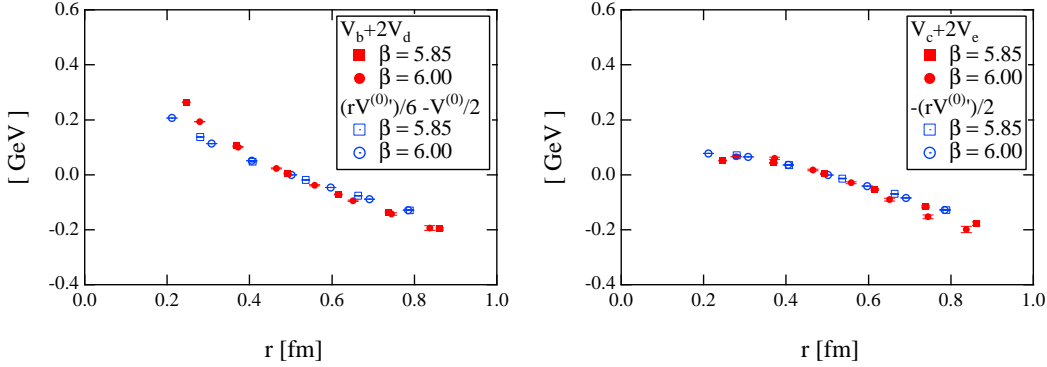 0.6
0.4
0.2
0.0
-0.2
-0.4
[ GeV ]
V_b+2V_d
β = 5.85
β = 6.00
(rV^(0)')/6 -V^(0)/2
β = 5.85
β = 6.00
0.0 0.2 0.4 0.6 0.8 1.0
r [fm]
0.6
0.4
0.2
0.0
-0.2
-0.4
[ GeV ]
V_c+2V_e
β = 5.85
β = 6.00
-(rV^(0)')/2
β = 5.85
β = 6.00
0.0 0.2 0.4 0.6 0.8 1.0
r [fm]